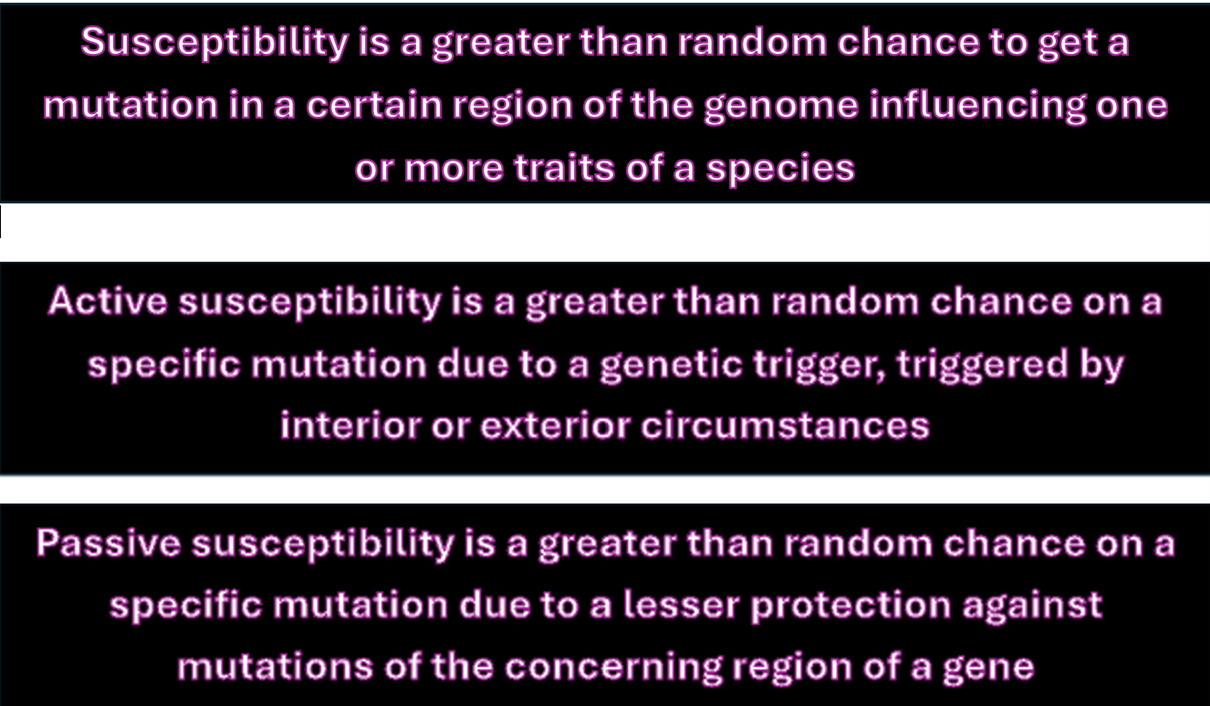 Susceptibility is a greater than random chance to get a
mutation in a certain region of the genome influencing one
or more traits of a species
Active susceptibility is a greater than random chance on a
specific mutation due to a genetic trigger, triggered by
interior or exterior circumstances
Passive susceptibility is a greater than random chance on a
specific mutation due to a lesser protection against
mutations of the concerning region of a gene